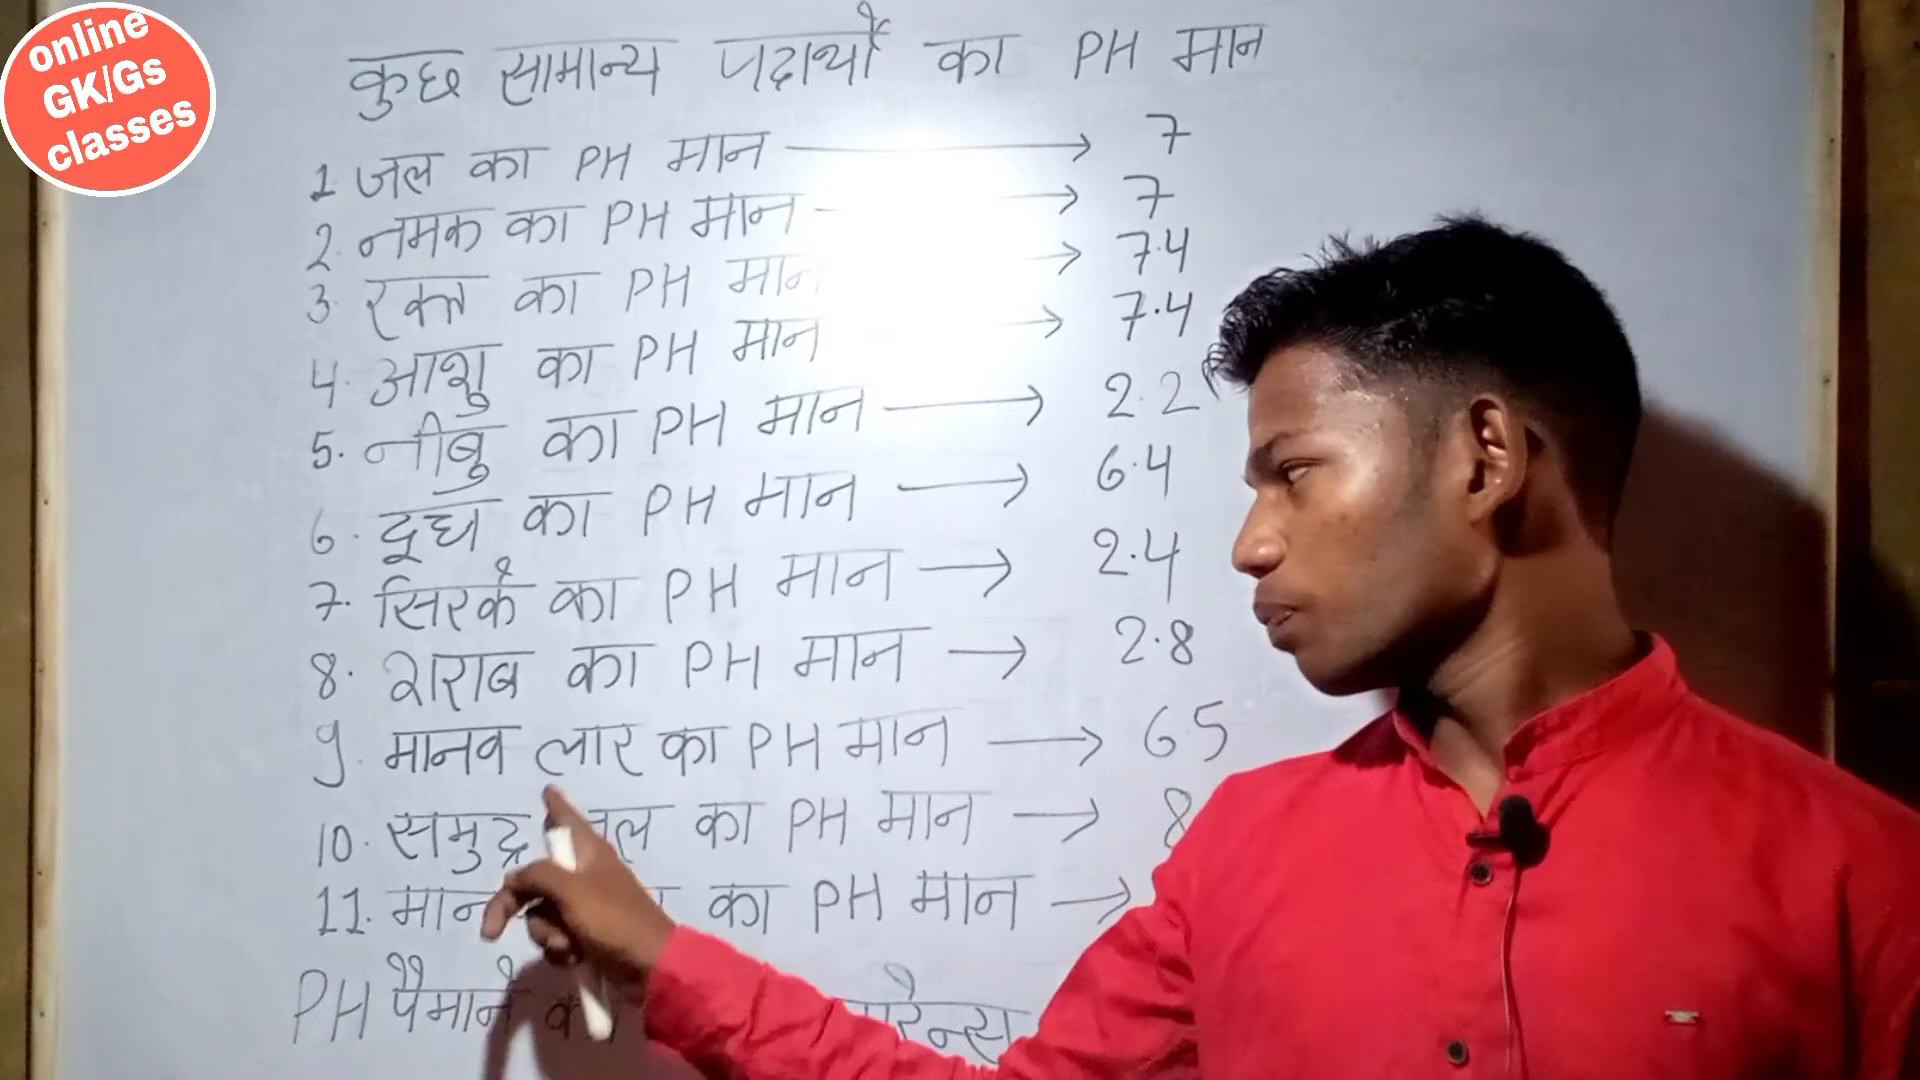 online
GK/Gs
classes
कुछ सामान्य पदार्थों का PH मान
1 जल का PH मान → 7
2. नमक का PH मान - → 7
3. रक्त का PH मान → 7.4
4. आशु का PH मान → 7.4
5. नीबु का PH मान → 2.2
6. दूध का PH मान → 6.4
7. सिरके का PH मान → 2.4
8. शराब का PH मान → 2.8
9. मानव लार का PH मान → 6.5
10. समुद्र जल का PH मान → 8
11. मान का PH मान →
PH पैमाने